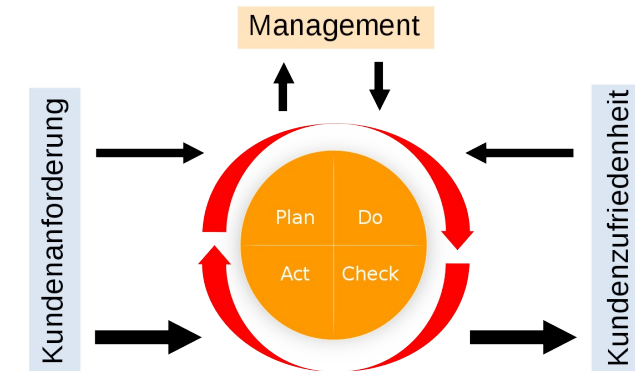 Management
Kundenanforderung
Kundenzufriedenheit
Plan
Do
Act
Check